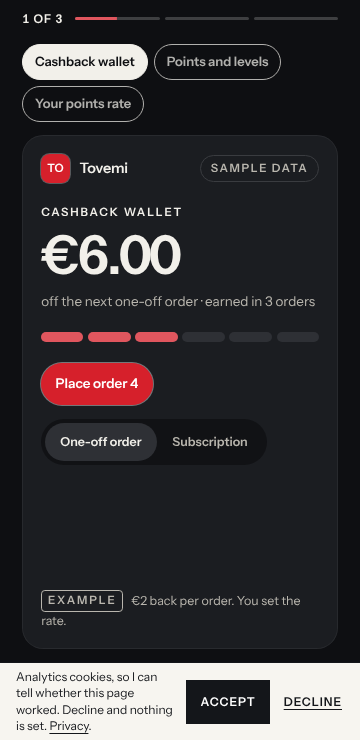 1 OF 3
Cashback wallet
Points and levels
Your points rate
TO
Tovemi
SAMPLE DATA
CASHBACK WALLET
€6.00
off the next one-off order · earned in 3 orders
Place order 4
One-off order
Subscription
EXAMPLE €2 back per order. You set the
rate.
Analytics cookies, so I can
tell whether this page
worked. Decline and nothing
is set. Privacy.
ACCEPT
DECLINE